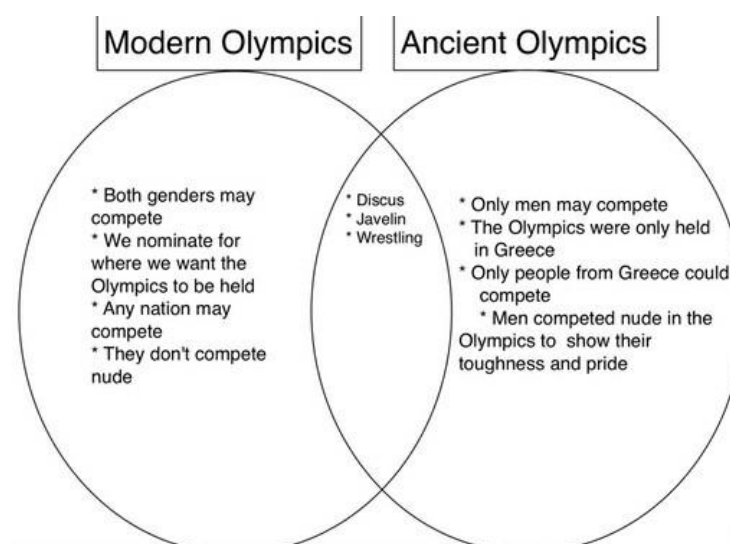 Modern Olympics
Ancient Olympics
* Both genders may
compete
* We nominate for
where we want the
Olympics to be held
* Any nation may
compete
* They don't compete
nude
* Discus
* Javelin
* Wrestling
* Only men may compete
* The Olympics were only held
in Greece
* Only people from Greece could
compete
* Men competed nude in the
Olympics to show their
toughness and pride